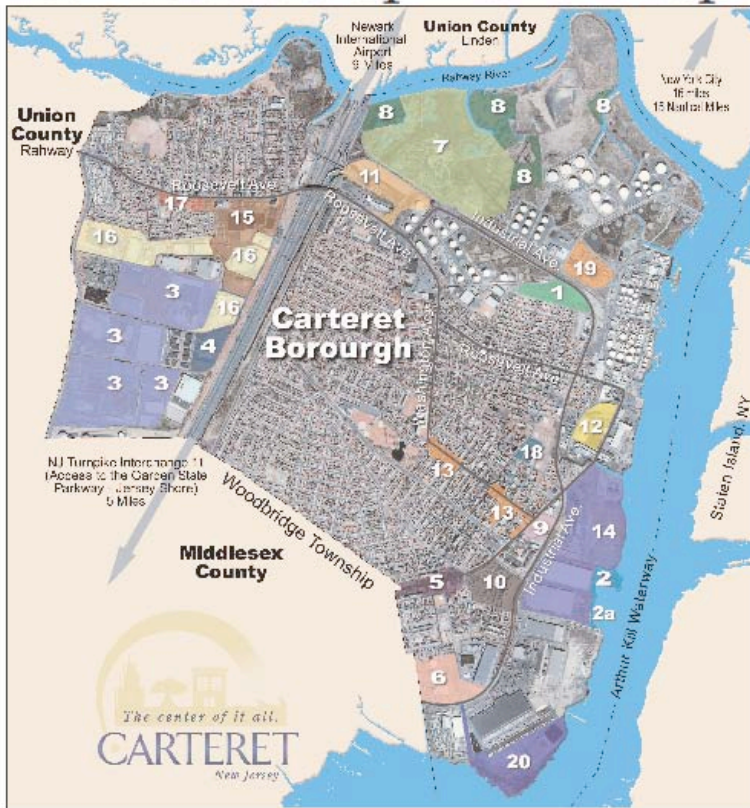 Newark
International
Airport
9 Miles
Union County
Linden
Rahway River
New York City
16 miles
15 Nautical Miles
Union
County
Rahway
Roosevelt Ave
8
8
8
7
8
11
17
15
Roosevelt Ave
Industrial Ave
16
16
19
3
16
1
Carteret
Borourgh
4
3
Washington Ave
Roosevelt Ave
3
3
12
NJ Turnpike Interchange 11
(Access to the Garden State
Parkway - Jersey Shore)
5 Miles
13
18
Staten Island, NY
13
9
14
Woodbridge Township
Industrial Ave
Middlesex
County
5
10
2
2a
Arthur Kill Waterway
6
The center of it all.
CARTERET
New Jersey
20